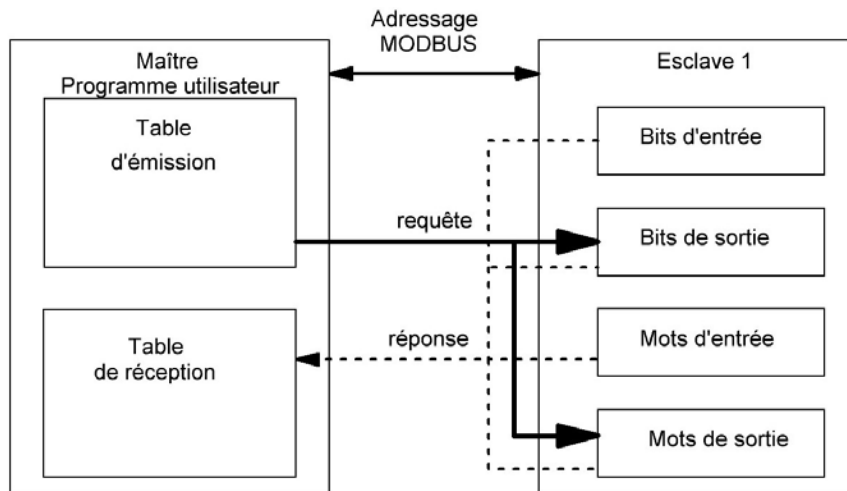 Adressage
MODBUS
Maître
Programme utilisateur
Table
d'émission
Table
de réception
requête
réponse
Esclave 1
Bits d'entrée
Bits de sortie
Mots d'entrée
Mots de sortie